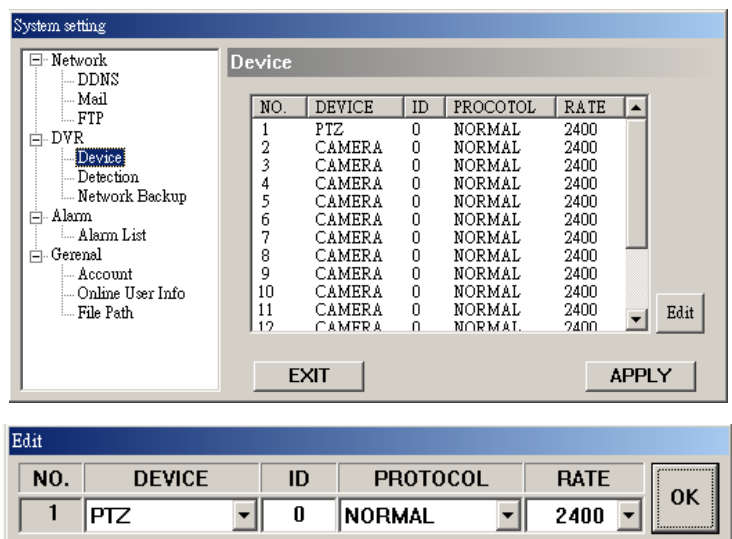 System setting
Network
DDNS
Mail
FTP
DVR
Device
Detection
Network Backup
Alarm
Alarm List
Gerenal
Account
Online User Info
File Path
Device
NO. DEVICE ID PROCOTOL RATE
1 PTZ 0 NORMAL 2400
2 CAMERA 0 NORMAL 2400
3 CAMERA 0 NORMAL 2400
4 CAMERA 0 NORMAL 2400
5 CAMERA 0 NORMAL 2400
6 CAMERA 0 NORMAL 2400
7 CAMERA 0 NORMAL 2400
8 CAMERA 0 NORMAL 2400
9 CAMERA 0 NORMAL 2400
10 CAMERA 0 NORMAL 2400
11 CAMERA 0 NORMAL 2400
12 CAMERA 0 NORMAL 2400
Edit
EXIT APPLY
Edit
NO. DEVICE ID PROTOCOL RATE
1 PTZ 0 NORMAL 2400
OK